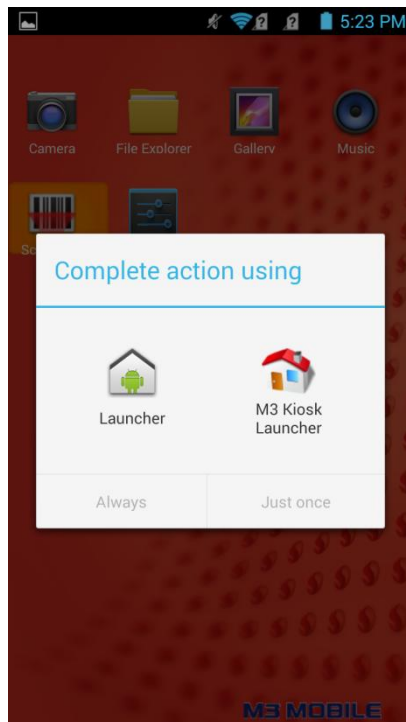 5:23 PM
Camera
File Explorer
Gallery
Music
Complete action using
Launcher
M3 Kiosk
Launcher
Always
Just once
M3 MOBILE